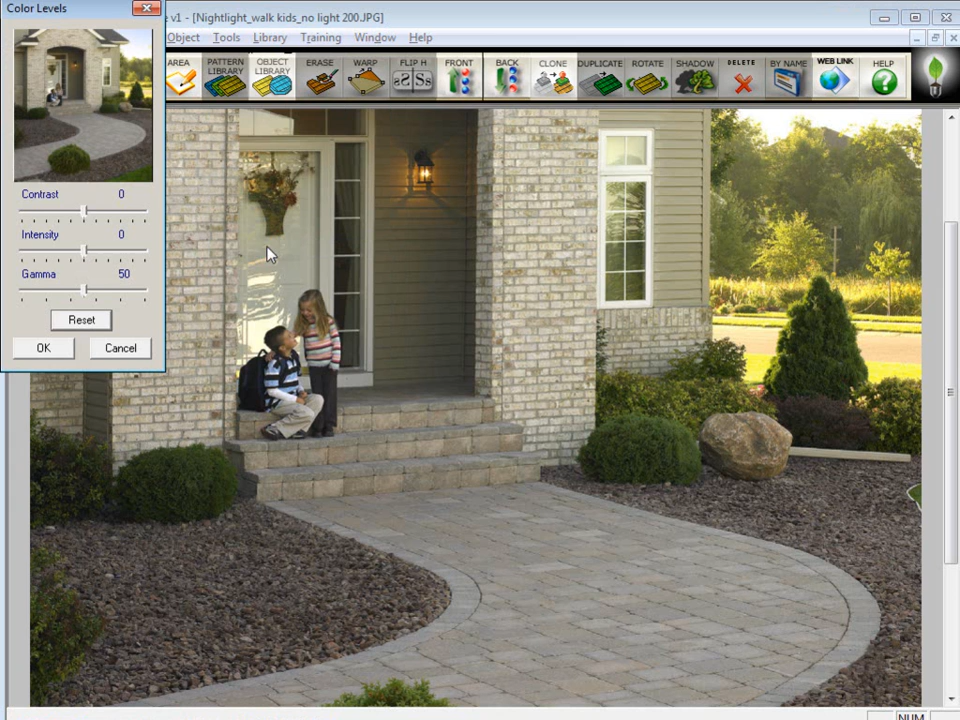 Color Levels
e v1 - [Nightlight_walk kids_no light 200.JPG]
Object Tools Library Training Window Help
AREA
PATTERN LIBRARY
OBJECT LIBRARY
ERASE
WARP
FLIP H
FRONT
BACK
CLONE
DUPLICATE
ROTATE
SHADOW
DELETE
BY NAME
WEB LINK
HELP
Contrast 0
Intensity 0
Gamma 50
Reset
OK Cancel
NUM